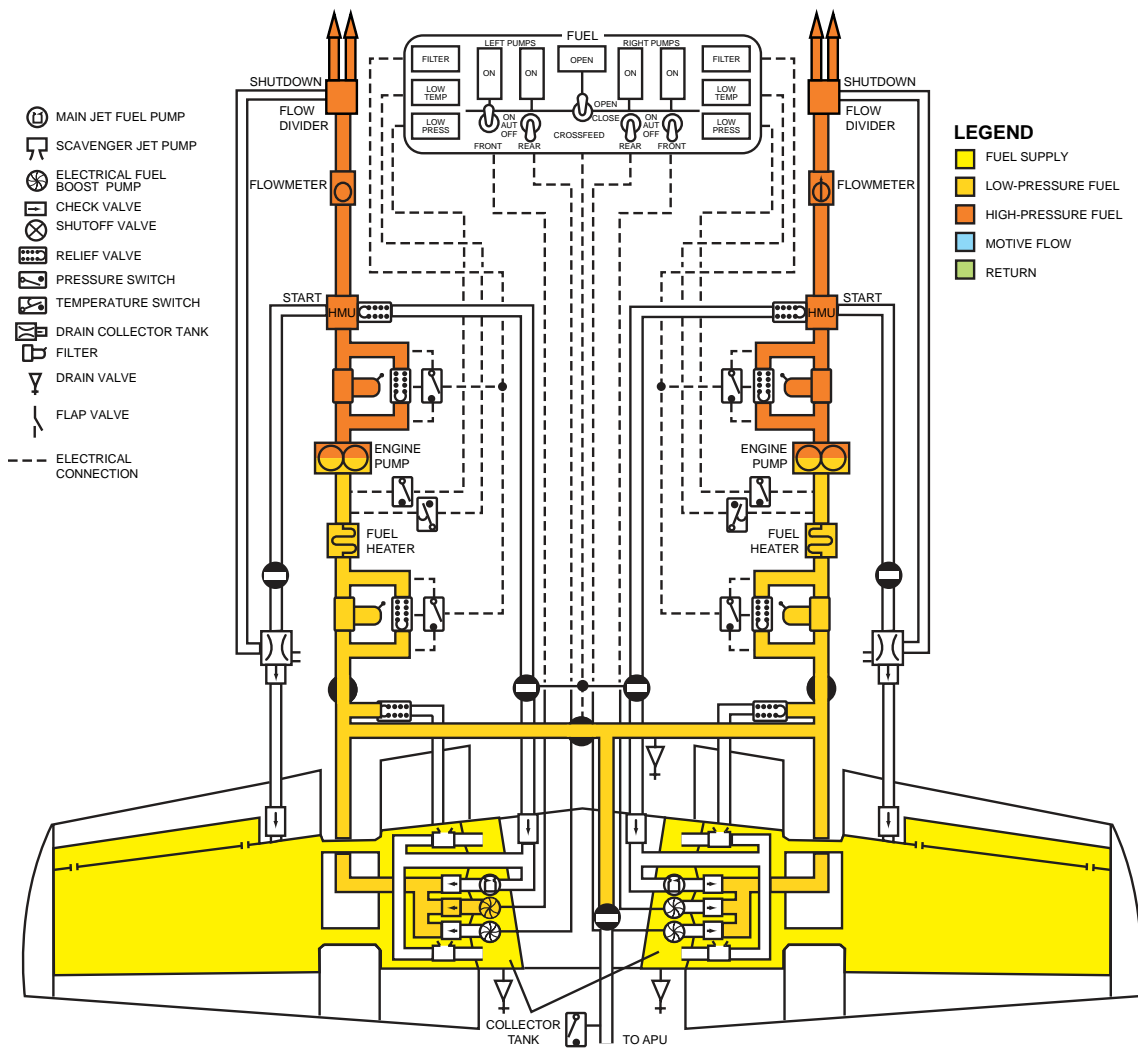 FUEL
LEFT PUMPS
RIGHT PUMPS
FILTER
ON
ON
OPEN
ON
ON
FILTER
LOW
TEMP
LOW
TEMP
LOW
PRESS
LOW
PRESS
ON
AUT
OFF
OPEN
CLOSE
CROSSFEED
ON
AUT
OFF
FRONT
REAR
REAR
FRONT
SHUTDOWN
FLOW
DIVIDER
FLOWMETER
START
HMU
ENGINE
PUMP
FUEL
HEATER
SHUTDOWN
FLOW
DIVIDER
FLOWMETER
START
HMU
ENGINE
PUMP
FUEL
HEATER
MAIN JET FUEL PUMP
SCAVENGER JET PUMP
ELECTRICAL FUEL
BOOST PUMP
CHECK VALVE
SHUTOFF VALVE
RELIEF VALVE
PRESSURE SWITCH
TEMPERATURE SWITCH
DRAIN COLLECTOR TANK
FILTER
DRAIN VALVE
FLAP VALVE
ELECTRICAL
CONNECTION
LEGEND
FUEL SUPPLY
LOW-PRESSURE FUEL
HIGH-PRESSURE FUEL
MOTIVE FLOW
RETURN
COLLECTOR
TANK
TO APU